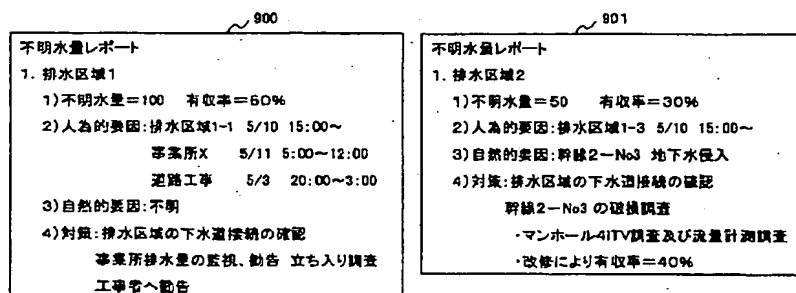 900
不明水量レポート
1. 排水区域1
1)不明水量=100 有収率=60%
2)人為的要因:排水区域1-1 5/10 15:00~
事業所X 5/11 5:00~12:00
道路工事 5/3 20:00~3:00
3)自然的要因:不明
4)対策:排水区域の下水道接続の確認
事業所排水量の監視、勧告 立ち入り調査
工事者へ勧告
901
不明水量レポート
1. 排水区域2
1)不明水量=50 有収率=30%
2)人為的要因:排水区域1-3 5/10 15:00~
3)自然的要因:幹線2-No3 地下水侵入
4)対策:排水区域の下水道接続の確認
幹線2-No3 の破損調査
・マンホール4iTV調査及び流量計測調査
・改修により有収率=40%